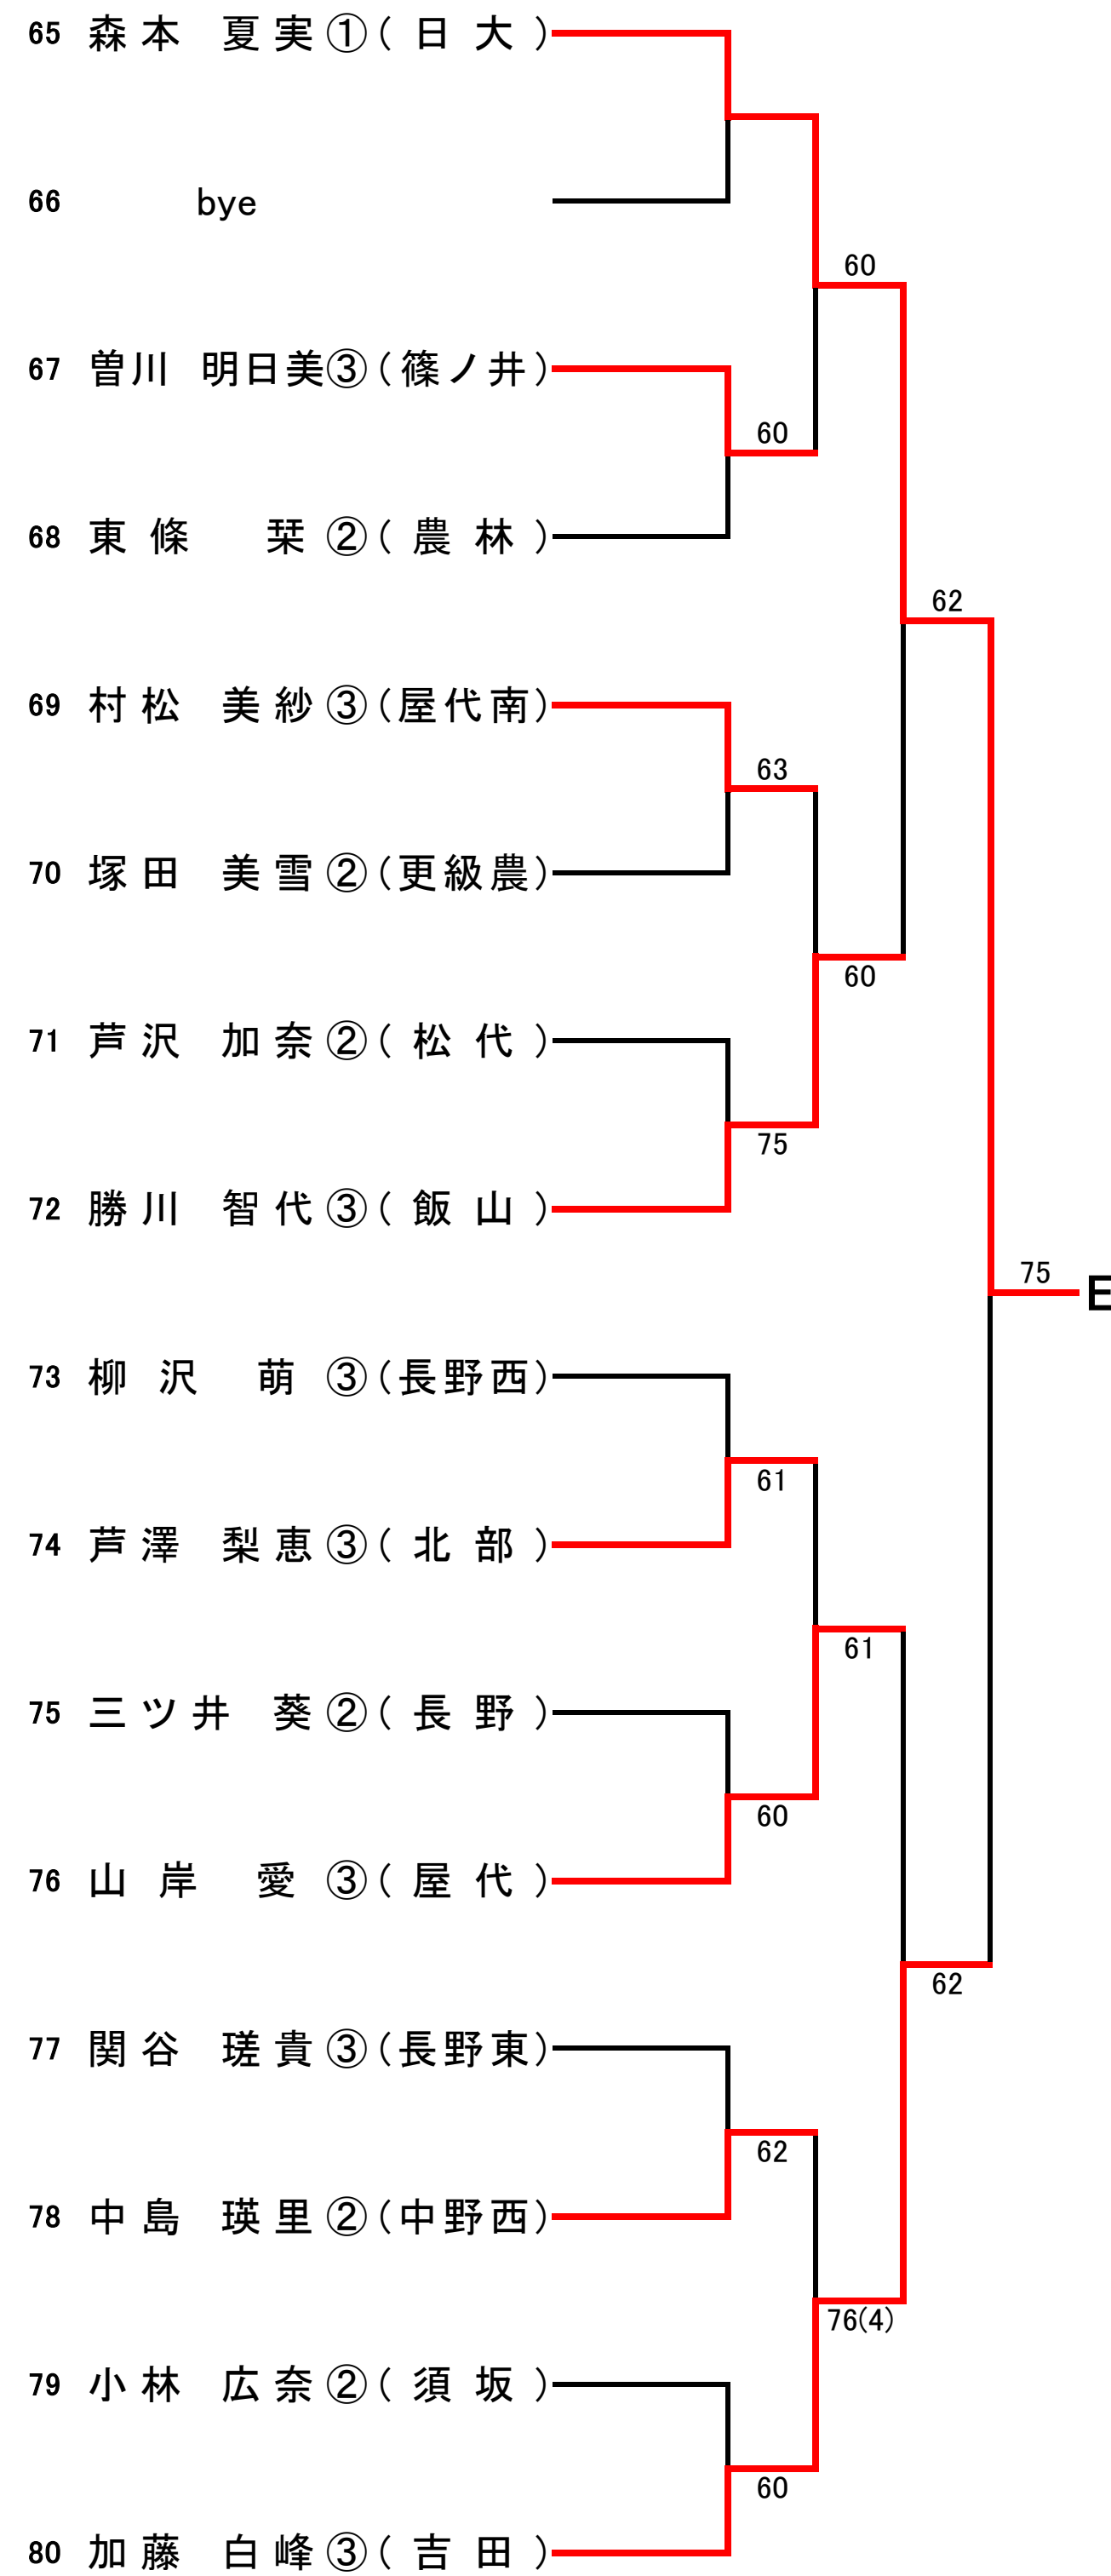 65 森本 夏実①(日大)
66 bye
60
67 曽川 明日美③(篠ノ井)
60
68 東條 栞②(農林)
62
69 村松 美紗③(屋代南)
63
70 塚田 美雪②(更級農)
60
71 芦沢 加奈②(松代)
75
72 勝川 智代③(飯山)
75 E
73 柳沢 萌③(長野西)
61
74 芦澤 梨恵③(北部)
61
75 三ツ井 葵②(長野)
60
76 山岸 愛③(屋代)
62
77 関谷 瑳貴③(長野東)
62
78 中島 瑛里②(中野西)
76(4)
79 小林 広奈②(須坂)
60
80 加藤 白峰③(吉田)